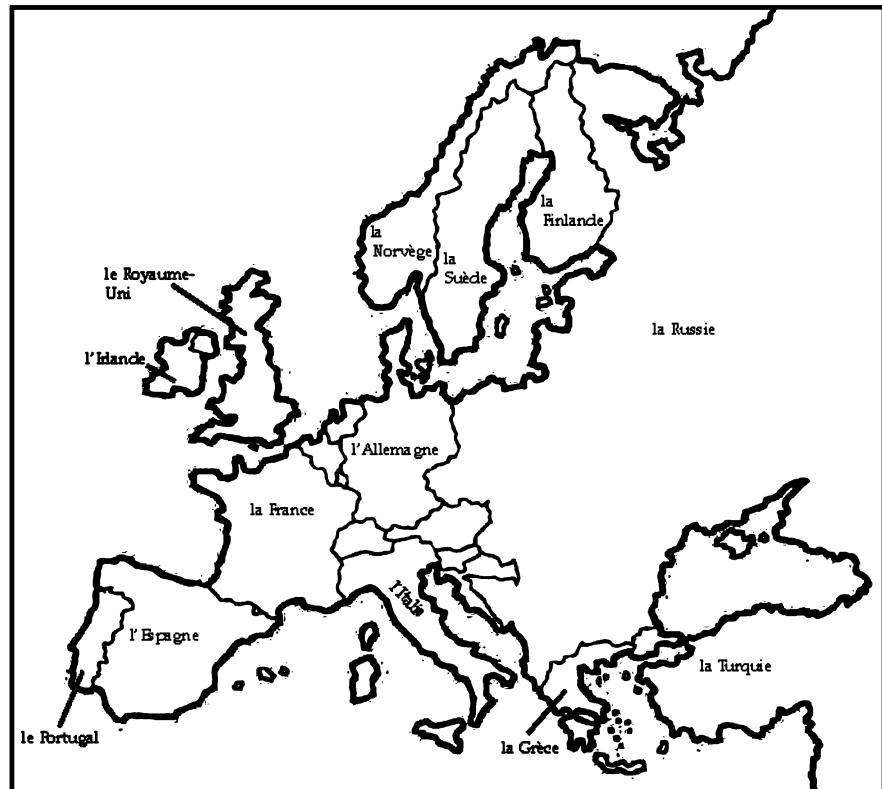 la
Finlande
la
Norvège
la
Suède
le Royaume-
Uni
la Russie
l'Irlande
l'Allemagne
la France
l'Italie
l'Espagne
la Turquie
le Portugal
la Grèce